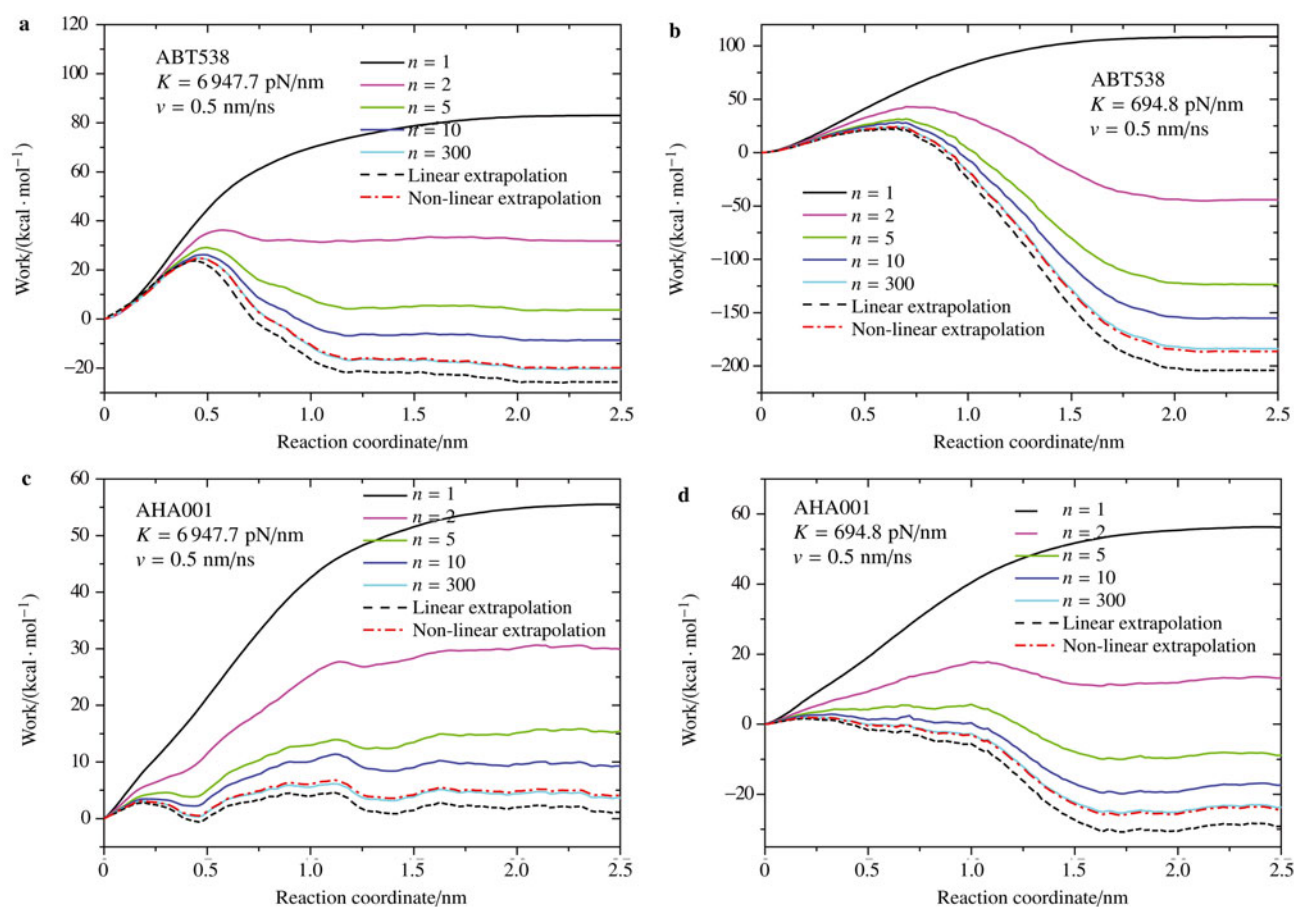 a
ABT538
K = 6 947.7 pN/nm
v = 0.5 nm/ns
n = 1
n = 2
n = 5
n = 10
n = 300
Linear extrapolation
Non-linear extrapolation
120
100
80
60
40
20
0
−20
Work/(kcal · mol⁻¹)
0 0.5 1.0 1.5 2.0 2.5
Reaction coordinate/nm
b
ABT538
K = 694.8 pN/nm
v = 0.5 nm/ns
n = 1
n = 2
n = 5
n = 10
n = 300
Linear extrapolation
Non-linear extrapolation
100
50
0
−50
−100
−150
−200
Work/(kcal · mol⁻¹)
0 0.5 1.0 1.5 2.0 2.5
Reaction coordinate/nm
c
AHA001
K = 6 947.7 pN/nm
v = 0.5 nm/ns
n = 1
n = 2
n = 5
n = 10
n = 300
Linear extrapolation
Non-linear extrapolation
60
50
40
30
20
10
0
Work/(kcal · mol⁻¹)
0 0.5 1.0 1.5 2.0 2.5
Reaction coordinate/nm
d
AHA001
K = 694.8 pN/nm
v = 0.5 nm/ns
n = 1
n = 2
n = 5
n = 10
n = 300
Linear extrapolation
Non-linear extrapolation
60
40
20
0
−20
Work/(kcal · mol⁻¹)
0 0.5 1.0 1.5 2.0 2.5
Reaction coordinate/nm